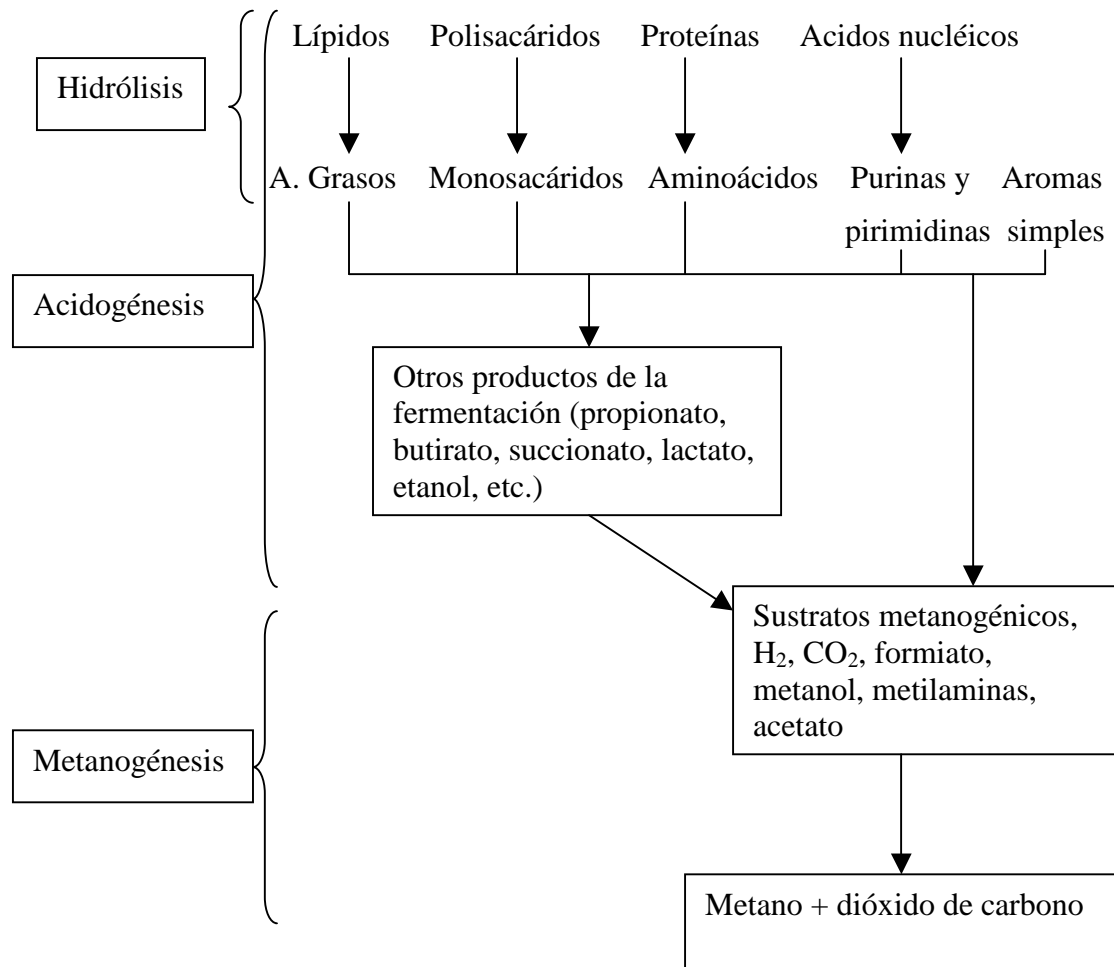 Lípidos Polisacáridos Proteínas Acidos nucléicos
Hidrólisis
A. Grasos Monosacáridos Aminoácidos Purinas y Aromas
pirimidinas simples
Acidogénesis
Otros productos de la
fermentación (propionato,
butirato, succionato, lactato,
etanol, etc.)
Sustratos metanogénicos,
H₂, CO₂, formiato,
metanol, metilaminas,
acetato
Metanogénesis
Metano + dióxido de carbono